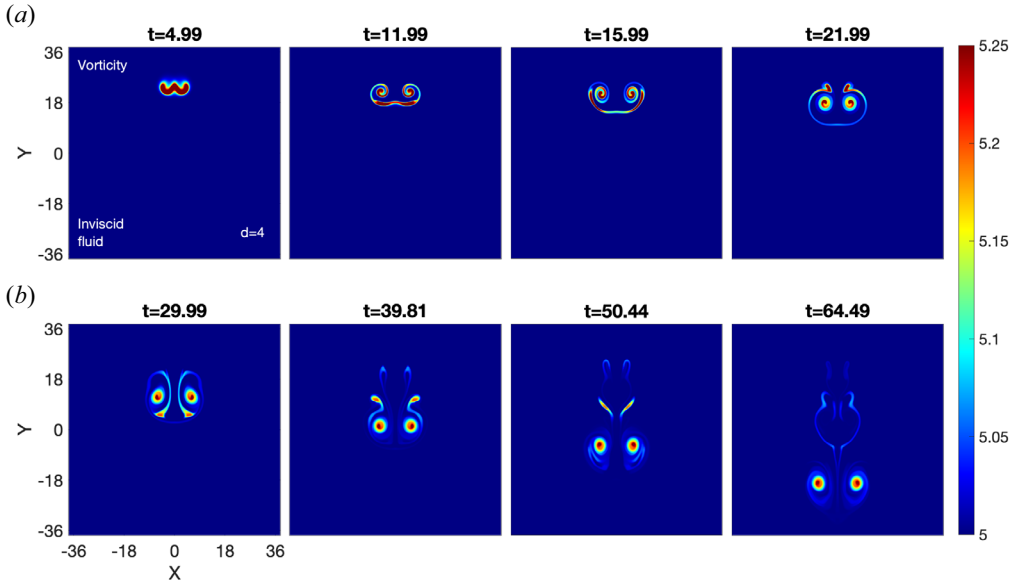 (a)
t=4.99 t=11.99 t=15.99 t=21.99
36
18
0
-18
-36
Y
Vorticity
Inviscid
fluid
d=4
(b)
t=29.99 t=39.81 t=50.44 t=64.49
36
18
0
-18
-36
Y
-36 -18 0 18 36
X
5.25
5.2
5.15
5.1
5.05
5